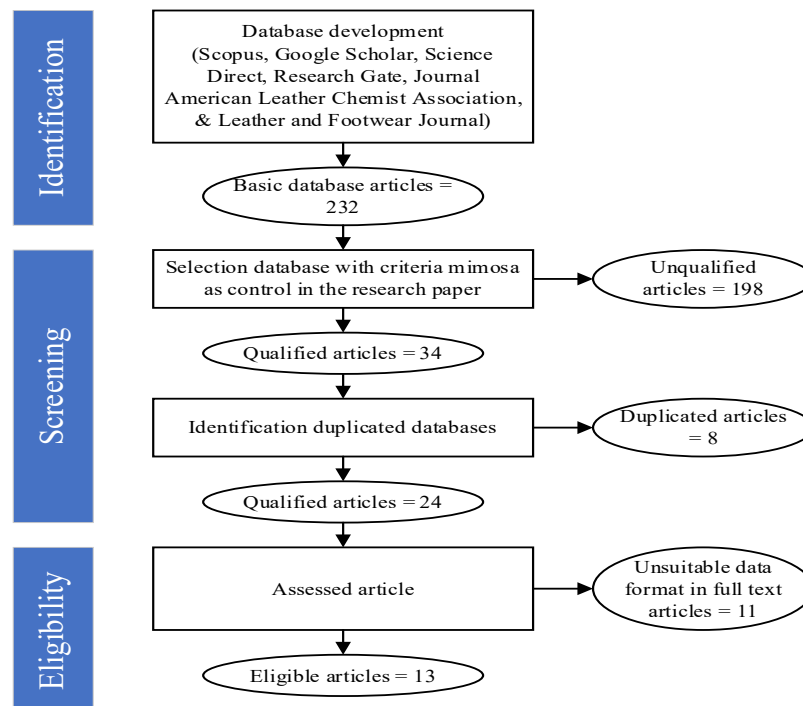 Identification
Database development
(Scopus, Google Scholar, Science
Direct, Research Gate, Journal
American Leather Chemist Association,
& Leather and Footwear Journal)
Basic database articles =
232
Screening
Selection database with criteria mimosa
as control in the research paper
Unqualified
articles = 198
Qualified articles = 34
Identification duplicated databases
Duplicated articles
= 8
Qualified articles = 24
Eligibility
Assessed article
Unsuitable data
format in full text
articles = 11
Eligible articles = 13